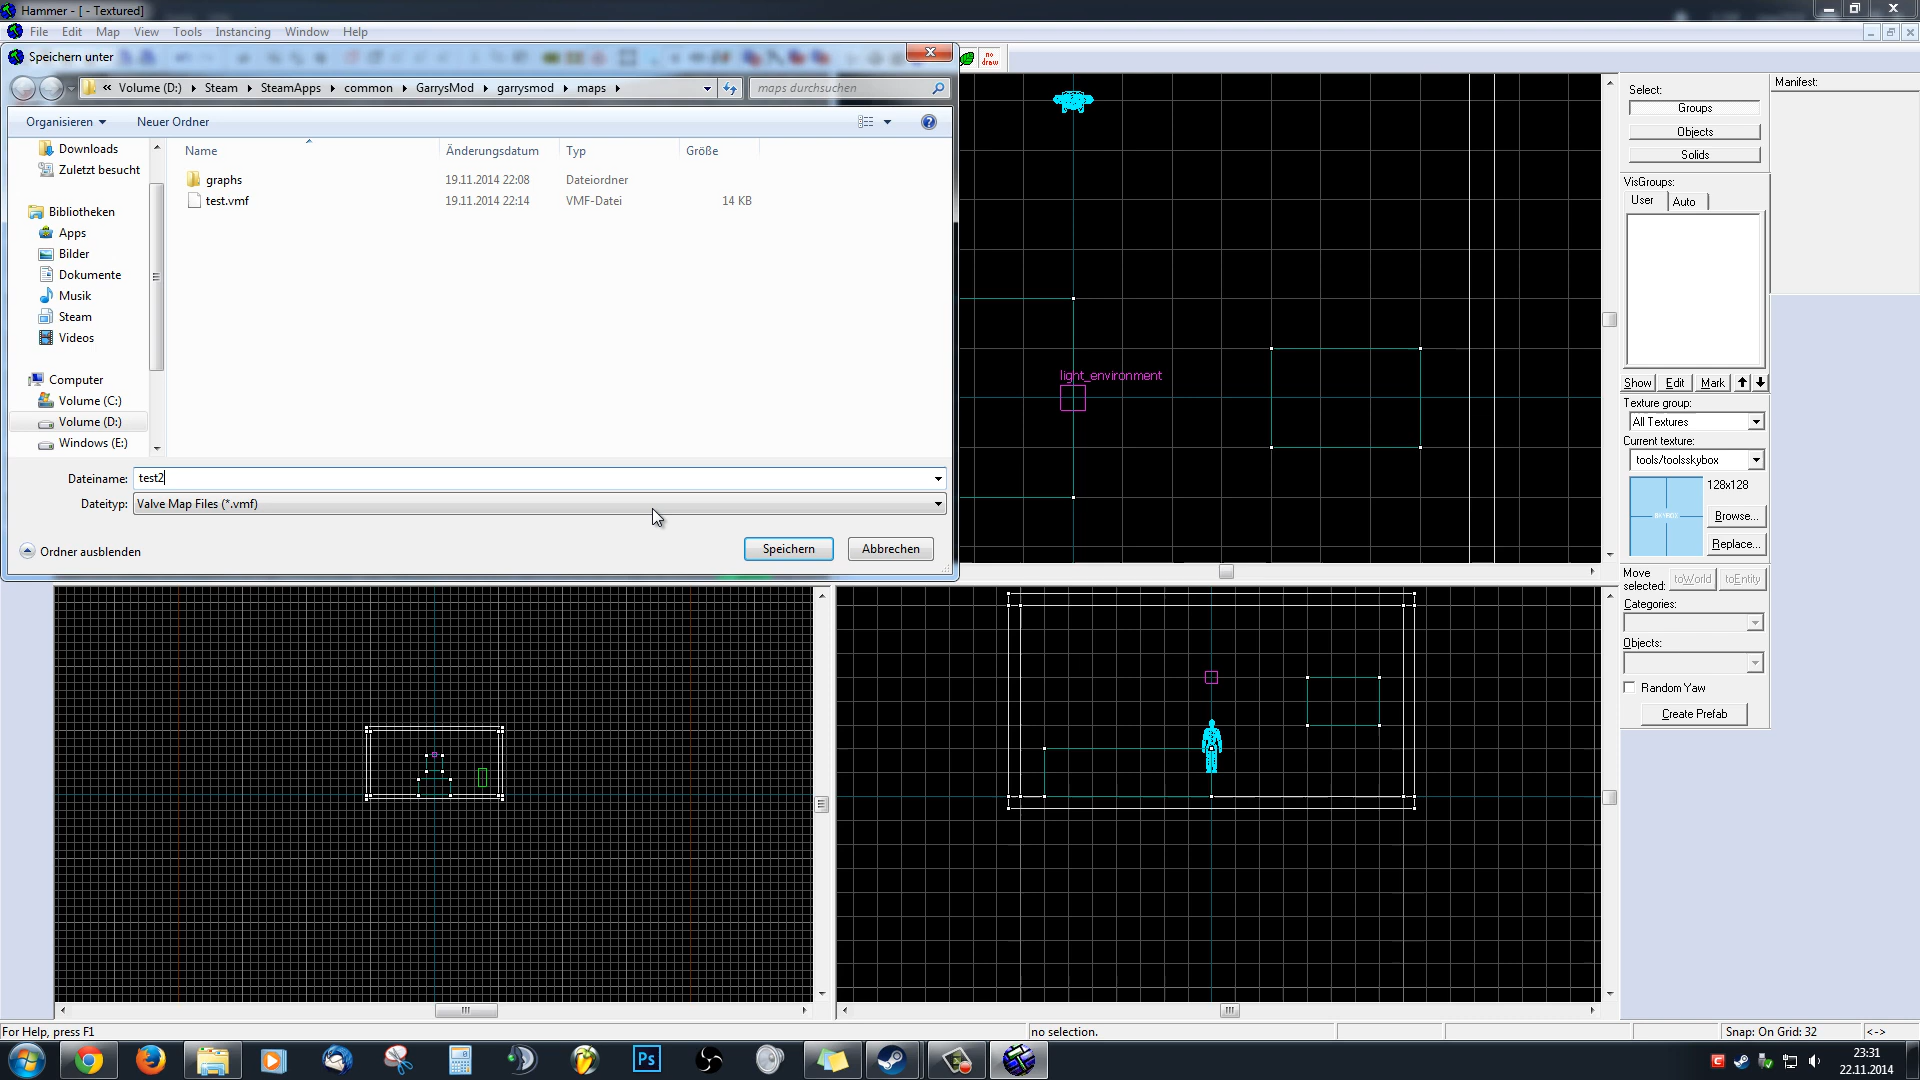 Hammer - [ - Textured]
File Edit Map View Tools Instancing Window Help
Speichern unter
no draw
« Volume (D:) Steam SteamApps common GarrysMod garrysmod maps
maps durchsuchen
Organisieren Neuer Ordner
Name Änderungsdatum Typ Größe
graphs 19.11.2014 22:08 Dateiordner
test.vmf 19.11.2014 22:14 VMF-Datei 14 KB
Downloads
Zuletzt besucht
Bibliotheken
Apps
Bilder
Dokumente
Musik
Steam
Videos
Computer
Volume (C:)
Volume (D:)
Windows (E:)
Dateiname: test2
Dateityp: Valve Map Files (*.vmf)
Ordner ausblenden
Speichern Abbrechen
light_environment
Select:
Groups
Objects
Solids
VisGroups:
User Auto
Show Edit Mark
Texture group:
All Textures
Current texture:
tools/toolsskybox
128x128
SKYBOX
Browse...
Replace...
Move selected: toWorld toEntity
Categories:
Objects:
Random Yaw
Create Prefab
Manifest:
For Help, press F1
no selection.
Snap: On Grid: 32
<->
Ps
23:31
22.11.2014